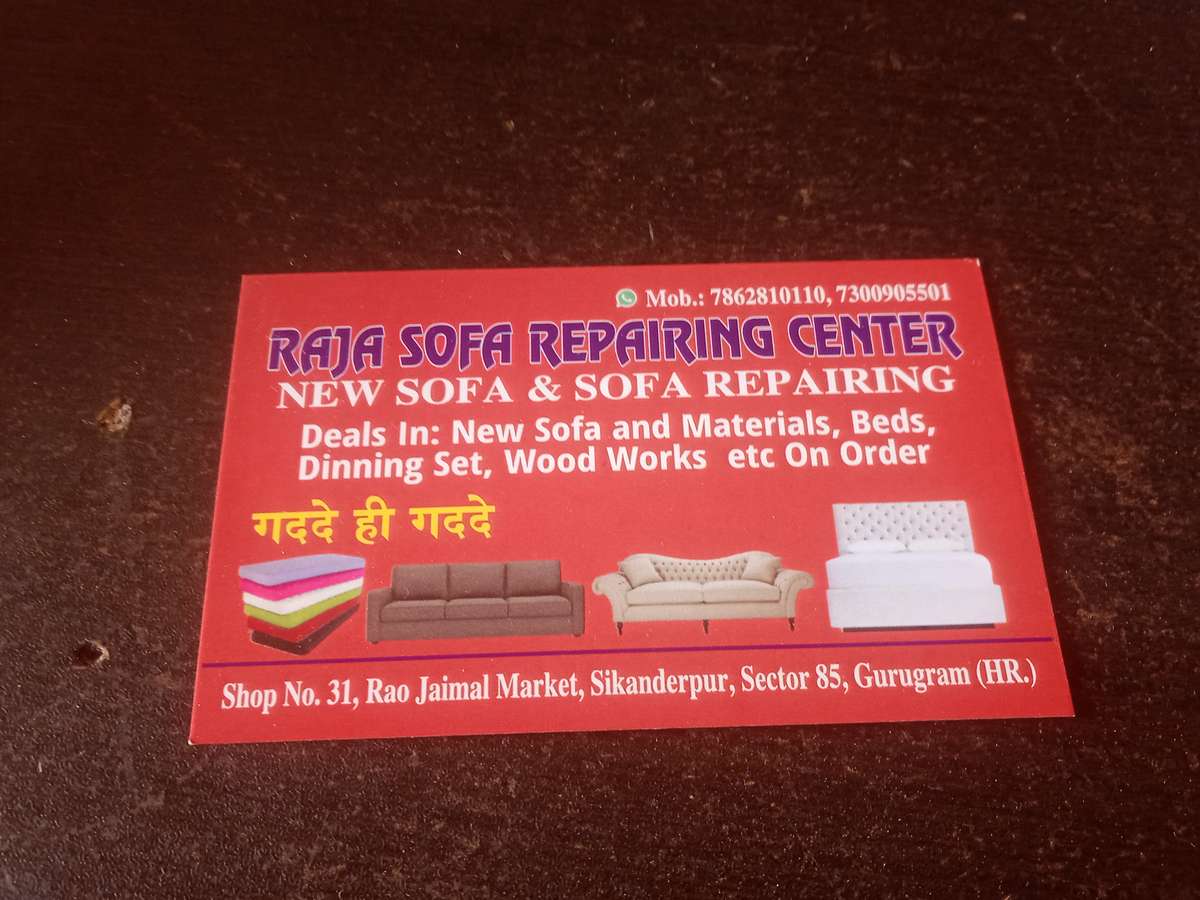 Mob.: 7862810110, 7300905501
RAJA SOFA REPAIRING CENTER
NEW SOFA & SOFA REPAIRING
Deals In: New Sofa and Materials, Beds,
Dinning Set, Wood Works etc On Order
गददे ही गददे
Shop No. 31, Rao Jaimal Market, Sikanderpur, Sector 85, Gurugram (HR.)